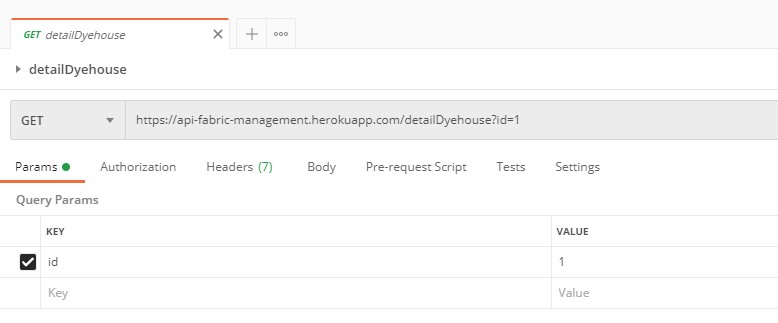 GET detailDyehouse
detailDyehouse
GET https://api-fabric-management.herokuapp.com/detailDyehouse?id=1
Params Authorization Headers (7) Body Pre-request Script Tests Settings
Query Params
KEY VALUE
id 1
Key Value